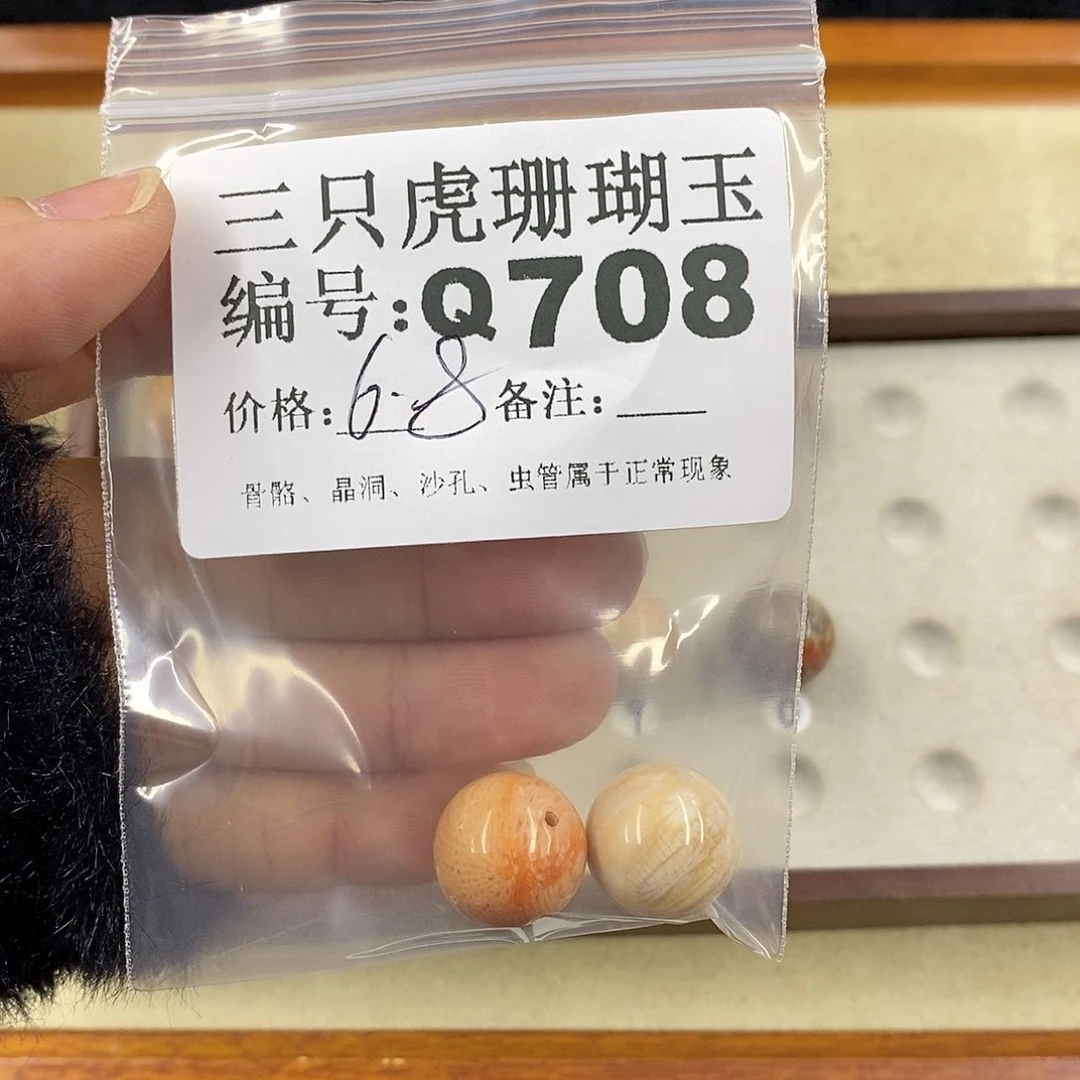 三只虎珊瑚玉
编号:Q708
价格:6.8 备注:____
骨骼、晶洞、沙孔、虫管属于正常现象